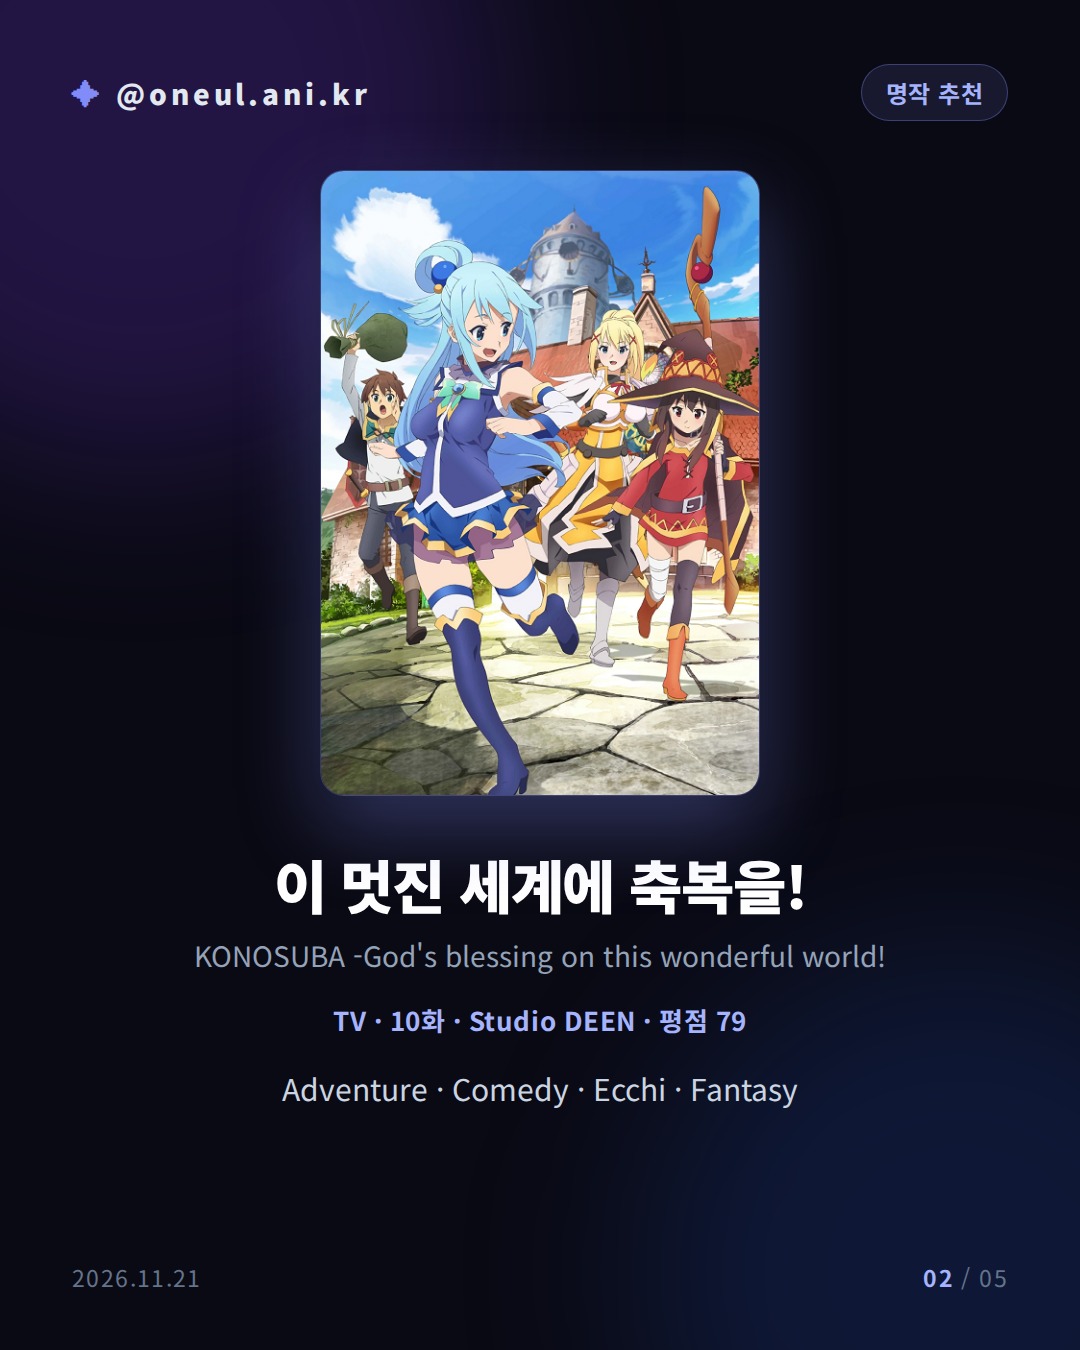 @oneul.ani.kr
명작 추천
이 멋진 세계에 축복을!
KONOSUBA -God's blessing on this wonderful world!
TV · 10화 · Studio DEEN · 평점 79
Adventure · Comedy · Ecchi · Fantasy
2026.11.21
02 / 05